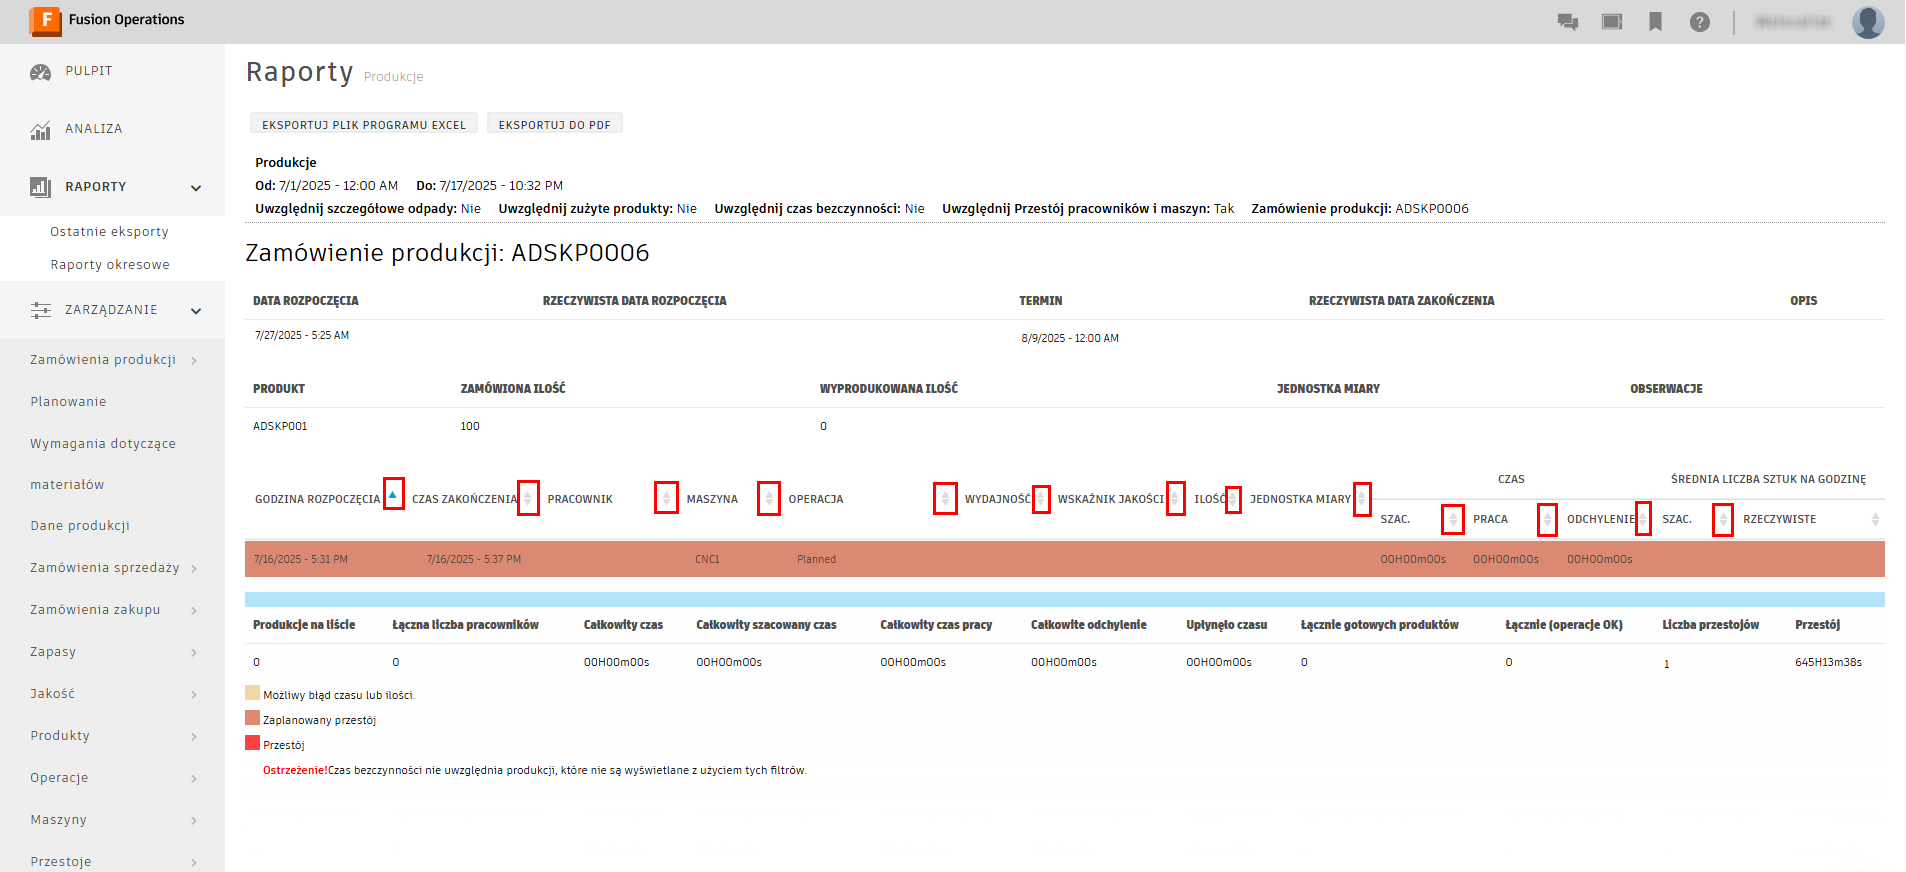 Fusion Operations
PULPIT
ANALIZA
RAPORTY
Ostatnie eksporty
Raporty okresowe
ZARZĄDZANIE
Zamówienia produkcji
Planowanie
Wymagania dotyczące
materiałów
Dane produkcji
Zamówienia sprzedaży
Zamówienia zakupu
Zapasy
Jakość
Produkty
Operacje
Maszyny
Przestoje
Raporty Produkcje
EKSPORTUJ PLIK PROGRAMU EXCEL EKSPORTUJ DO PDF
Produkcje
Od: 7/1/2025 - 12:00 AM Do: 7/17/2025 - 10:32 PM
Uwzględnij szczegółowe odpady: Nie Uwzględnij zużyte produkty: Nie Uwzględnij czas bezczynności: Nie Uwzględnij Przestój pracowników i maszyn: Tak Zamówienie produkcji: ADSKP0006
Zamówienie produkcji: ADSKP0006
DATA ROZPOCZĘCIA RZECZYWISTA DATA ROZPOCZĘCIA TERMIN RZECZYWISTA DATA ZAKOŃCZENIA OPIS
7/27/2025 - 5:25 AM 8/9/2025 - 12:00 AM
PRODUKT ZAMÓWIONA ILOŚĆ WYPRODUKOWANA ILOŚĆ JEDNOSTKA MIARY OBSERWACJE
ADSKP001 100 0
CZAS ŚREDNIA LICZBA SZTUK NA GODZINĘ
GODZINA ROZPOCZĘCIA CZAS ZAKOŃCZENIA PRACOWNIK MASZYNA OPERACJA WYDAJNOŚĆ WSKAŹNIK JAKOŚCI ILOŚĆ JEDNOSTKA MIARY
SZAC. PRACA ODCHYLENIE SZAC. RZECZYWISTE
7/16/2025 - 5:31 PM 7/16/2025 - 5:37 PM CNC1 Planned 00H00m00s 00H00m00s 00H00m00s
Produkcje na liście Łączna liczba pracowników Całkowity czas Całkowity szacowany czas Całkowity czas pracy Całkowite odchylenie Upłynęło czasu Łącznie gotowych produktów Łącznie (operacje OK) Liczba przestojów Przestój
0 0 00H00m00s 00H00m00s 00H00m00s 00H00m00s 00H00m00s 0 0 1 645H13m38s
Możliwy błąd czasu lub ilości.
Zaplanowany przestój
Przestój
Ostrzeżenie!Czas bezczynności nie uwzględnia produkcji, które nie są wyświetlane z użyciem tych filtrów.